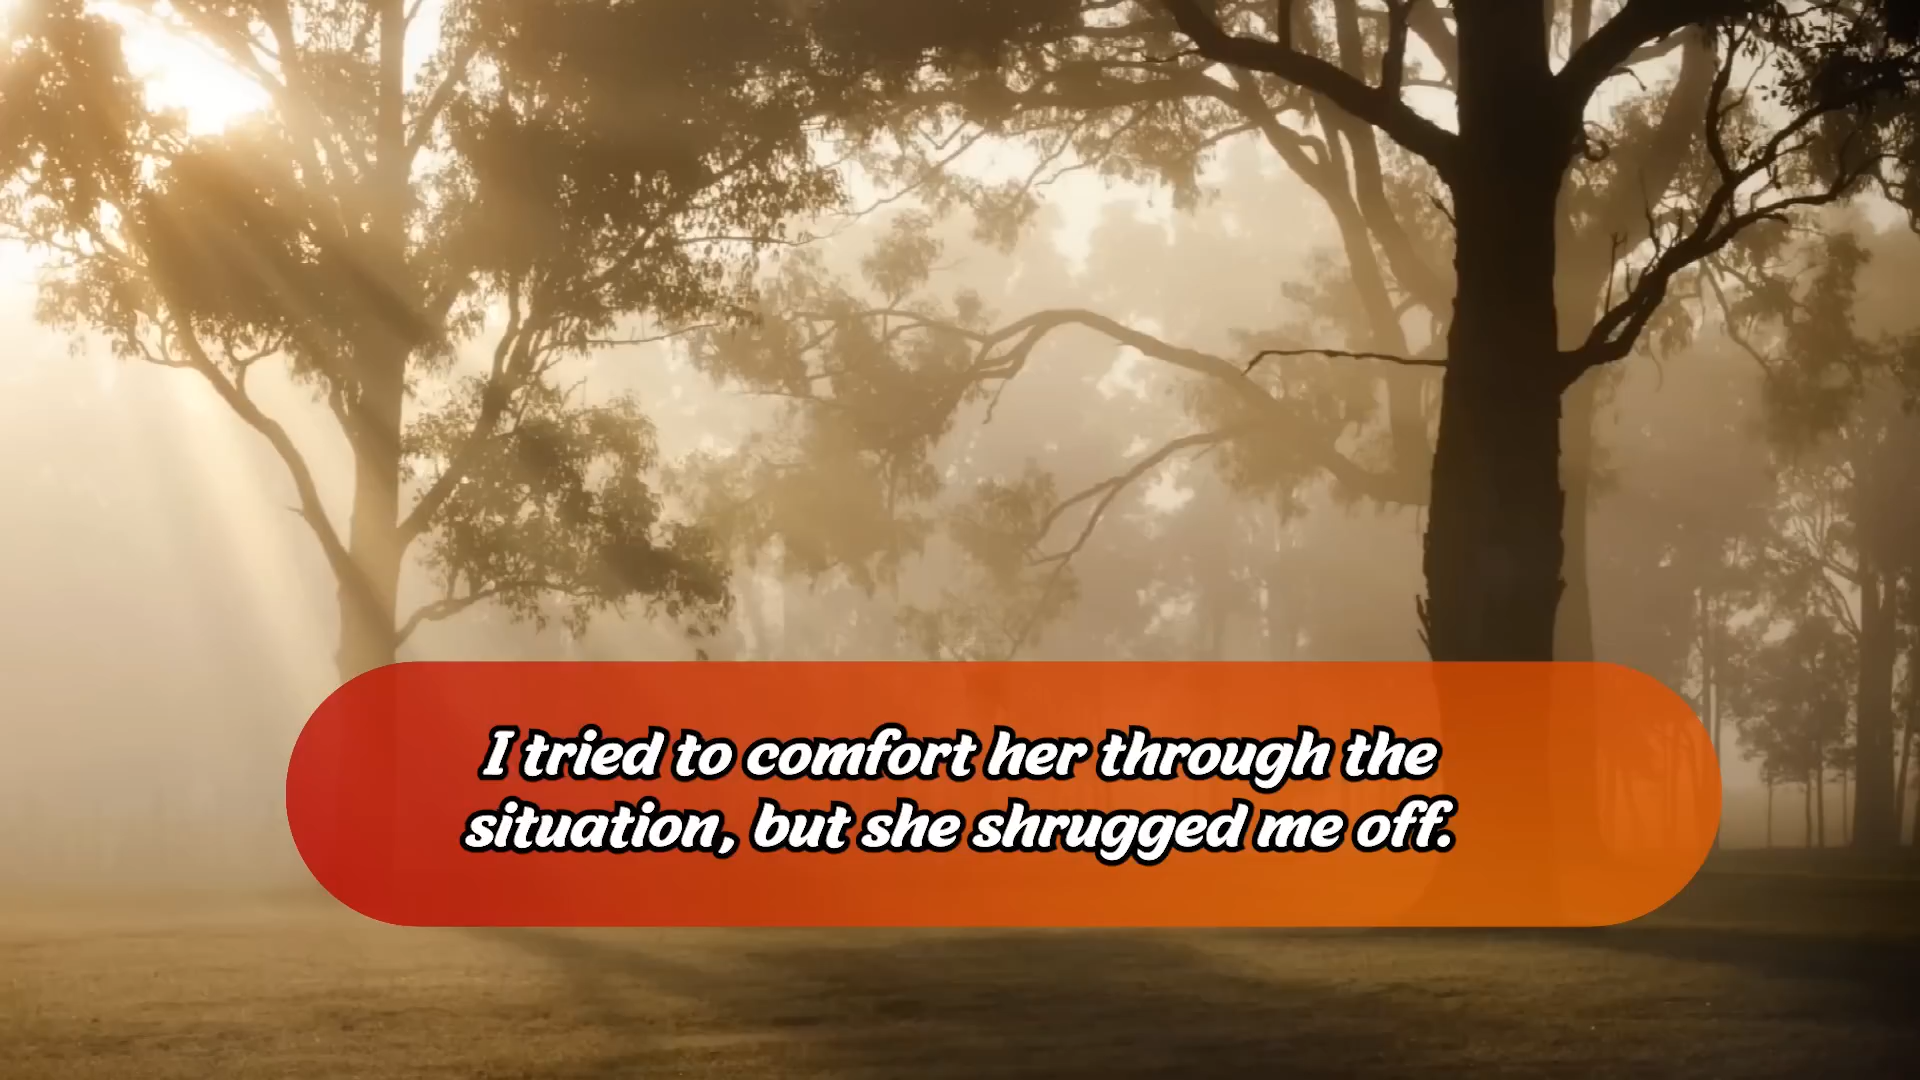 I tried to comfort her through the
situation, but she shrugged me off.